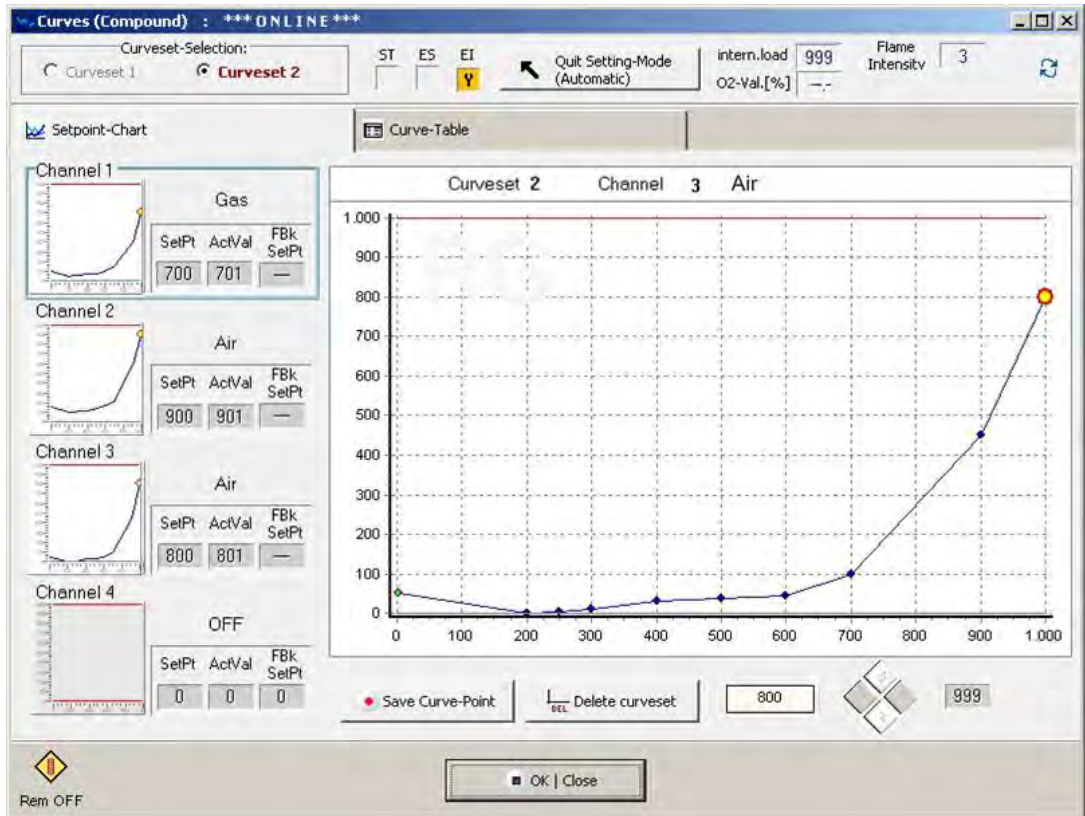 Curves (Compound) : *** O N L I N E ***
Curveset-Selection:
Curveset 1
Curveset 2
ST ES EI
Y
Quit Setting-Mode
(Automatic)
intern.load 999
O2-Val.[%] --.-
Flame
Intensity 3
Setpoint-Chart
Curve-Table
Channel 1
Gas
SetPt ActVal FBk
SetPt
700 701 ---
Channel 2
Air
SetPt ActVal FBk
SetPt
900 901 ---
Channel 3
Air
SetPt ActVal FBk
SetPt
800 801 ---
Channel 4
OFF
SetPt ActVal FBk
SetPt
0 0 0
Curveset 2 Channel 3 Air
1.000
900
800
700
600
500
400
300
200
100
0
0 100 200 300 400 500 600 700 800 900 1.000
Save Curve-Point
DEL Delete curveset
800
999
Rem OFF
OK | Close